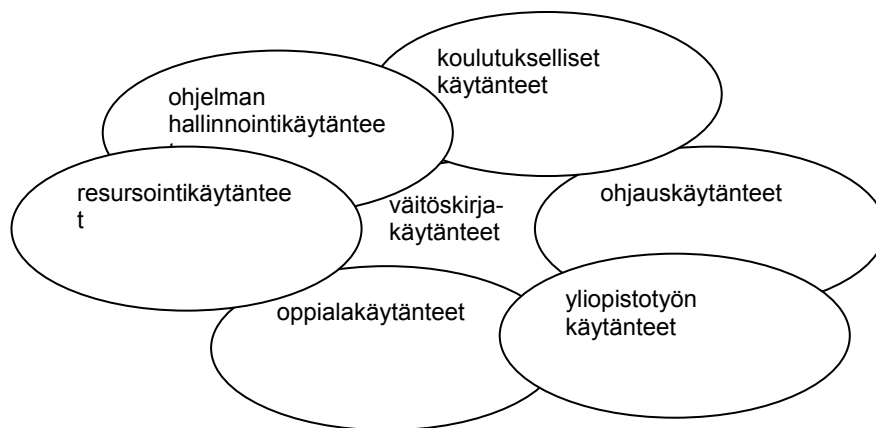 koulutukselliset
käytänteet
ohjelman
hallinnointikäytäntee
resursointikäytäntee
t
väitöskirja-
käytänteet
ohjauskäytänteet
oppialakäytänteet
yliopistotyön
käytänteet